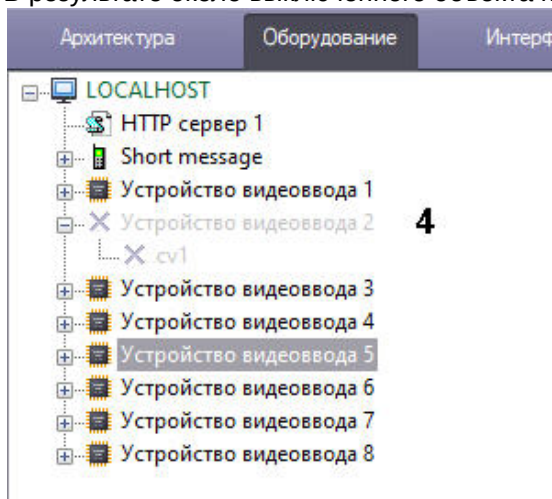 В результате около выключенного объекта
Архитектура Оборудование Интерф
LOCALHOST
HTTP сервер 1
Short message
Устройство видеоввода 1
Устройство видеоввода 2 4
cv1
Устройство видеоввода 3
Устройство видеоввода 4
Устройство видеоввода 5
Устройство видеоввода 6
Устройство видеоввода 7
Устройство видеоввода 8